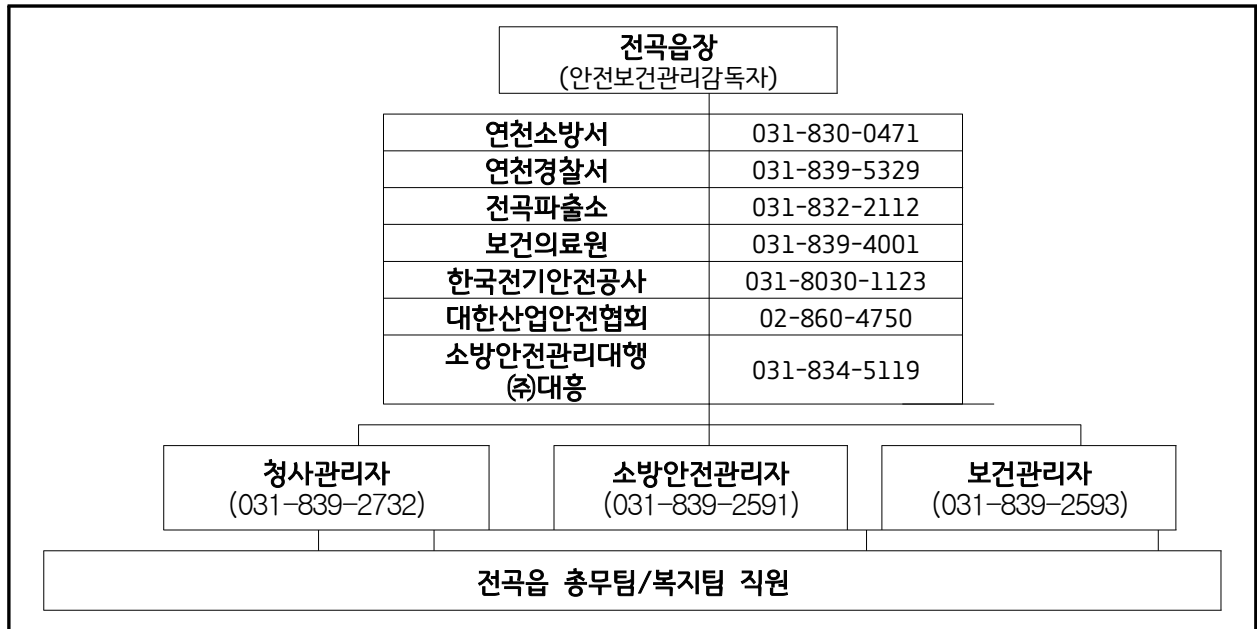 전곡읍장
(안전보건관리감독자)
연천소방서 031-830-0471
연천경찰서 031-839-5329
전곡파출소 031-832-2112
보건의료원 031-839-4001
한국전기안전공사 031-8030-1123
대한산업안전협회 02-860-4750
소방안전관리대행
㈜대흥 031-834-5119
청사관리자 소방안전관리자 보건관리자
(031-839-2732) (031-839-2591) (031-839-2593)
전곡읍 총무팀/복지팀 직원